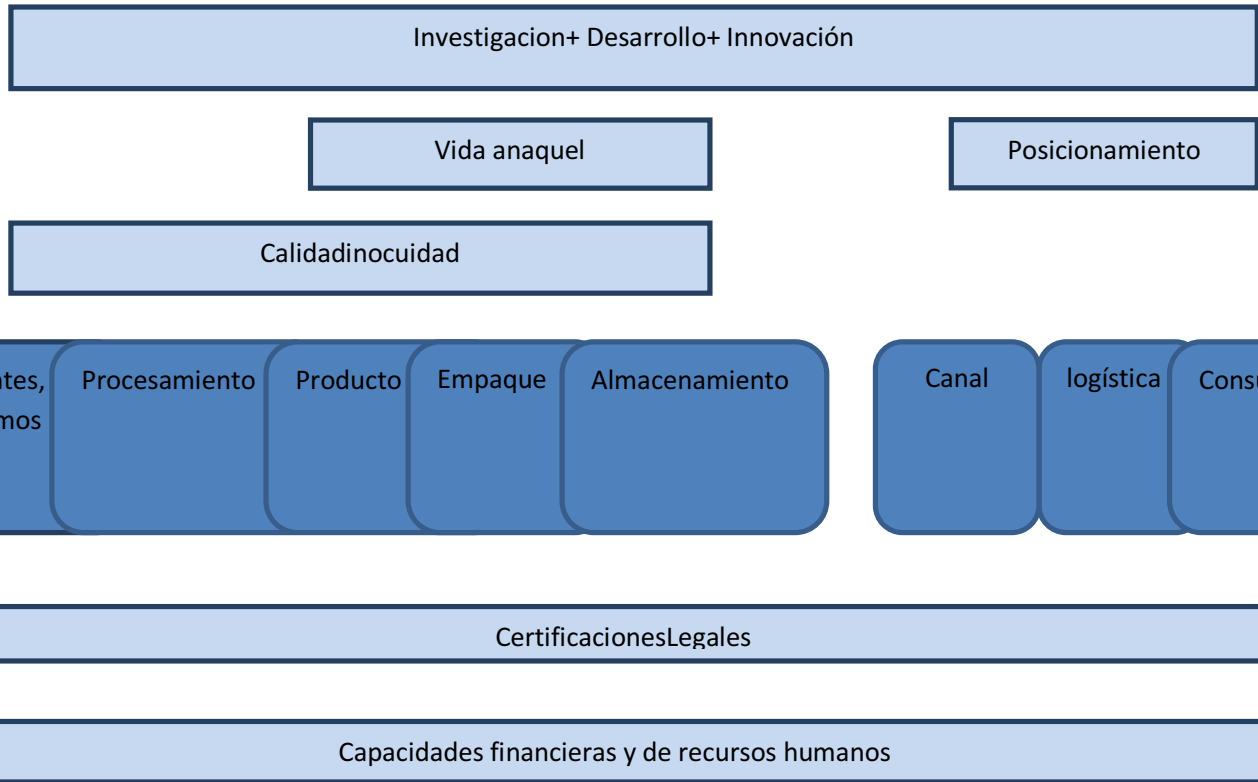 Investigacion+ Desarrollo+ Innovación
Vida anaquel
Posicionamiento
Calidadinocuidad
Procesamiento
Producto
Empaque
Almacenamiento
Canal
logística
CertificacionesLegales
Capacidades financieras y de recursos humanos